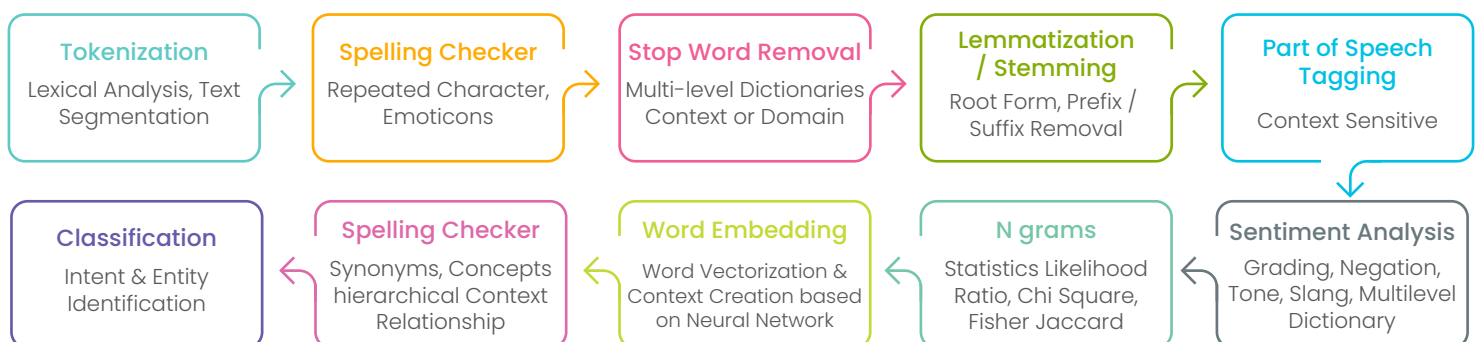 Tokenization
Lexical Analysis, Text
Segmentation
Spelling Checker
Repeated Character,
Emoticons
Stop Word Removal
Multi-level Dictionaries
Context or Domain
Lemmatization
/ Stemming
Root Form, Prefix /
Suffix Removal
Part of Speech
Tagging
Context Sensitive
Sentiment Analysis
Grading, Negation,
Tone, Slang, Multilevel
Dictionary
N grams
Statistics Likelihood
Ratio, Chi Square,
Fisher Jaccard
Word Embedding
Word Vectorization &
Context Creation based
on Neural Network
Spelling Checker
Synonyms, Concepts
hierarchical Context
Relationship
Classification
Intent & Entity
Identification